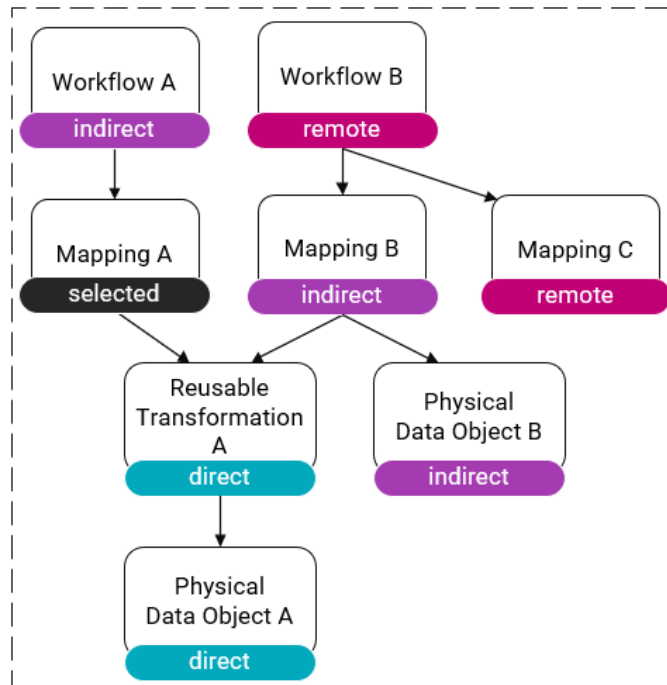 Workflow A
indirect
Workflow B
remote
Mapping A
selected
Mapping B
indirect
Mapping C
remote
Reusable
Transformation
A
direct
Physical
Data Object B
indirect
Physical
Data Object A
direct